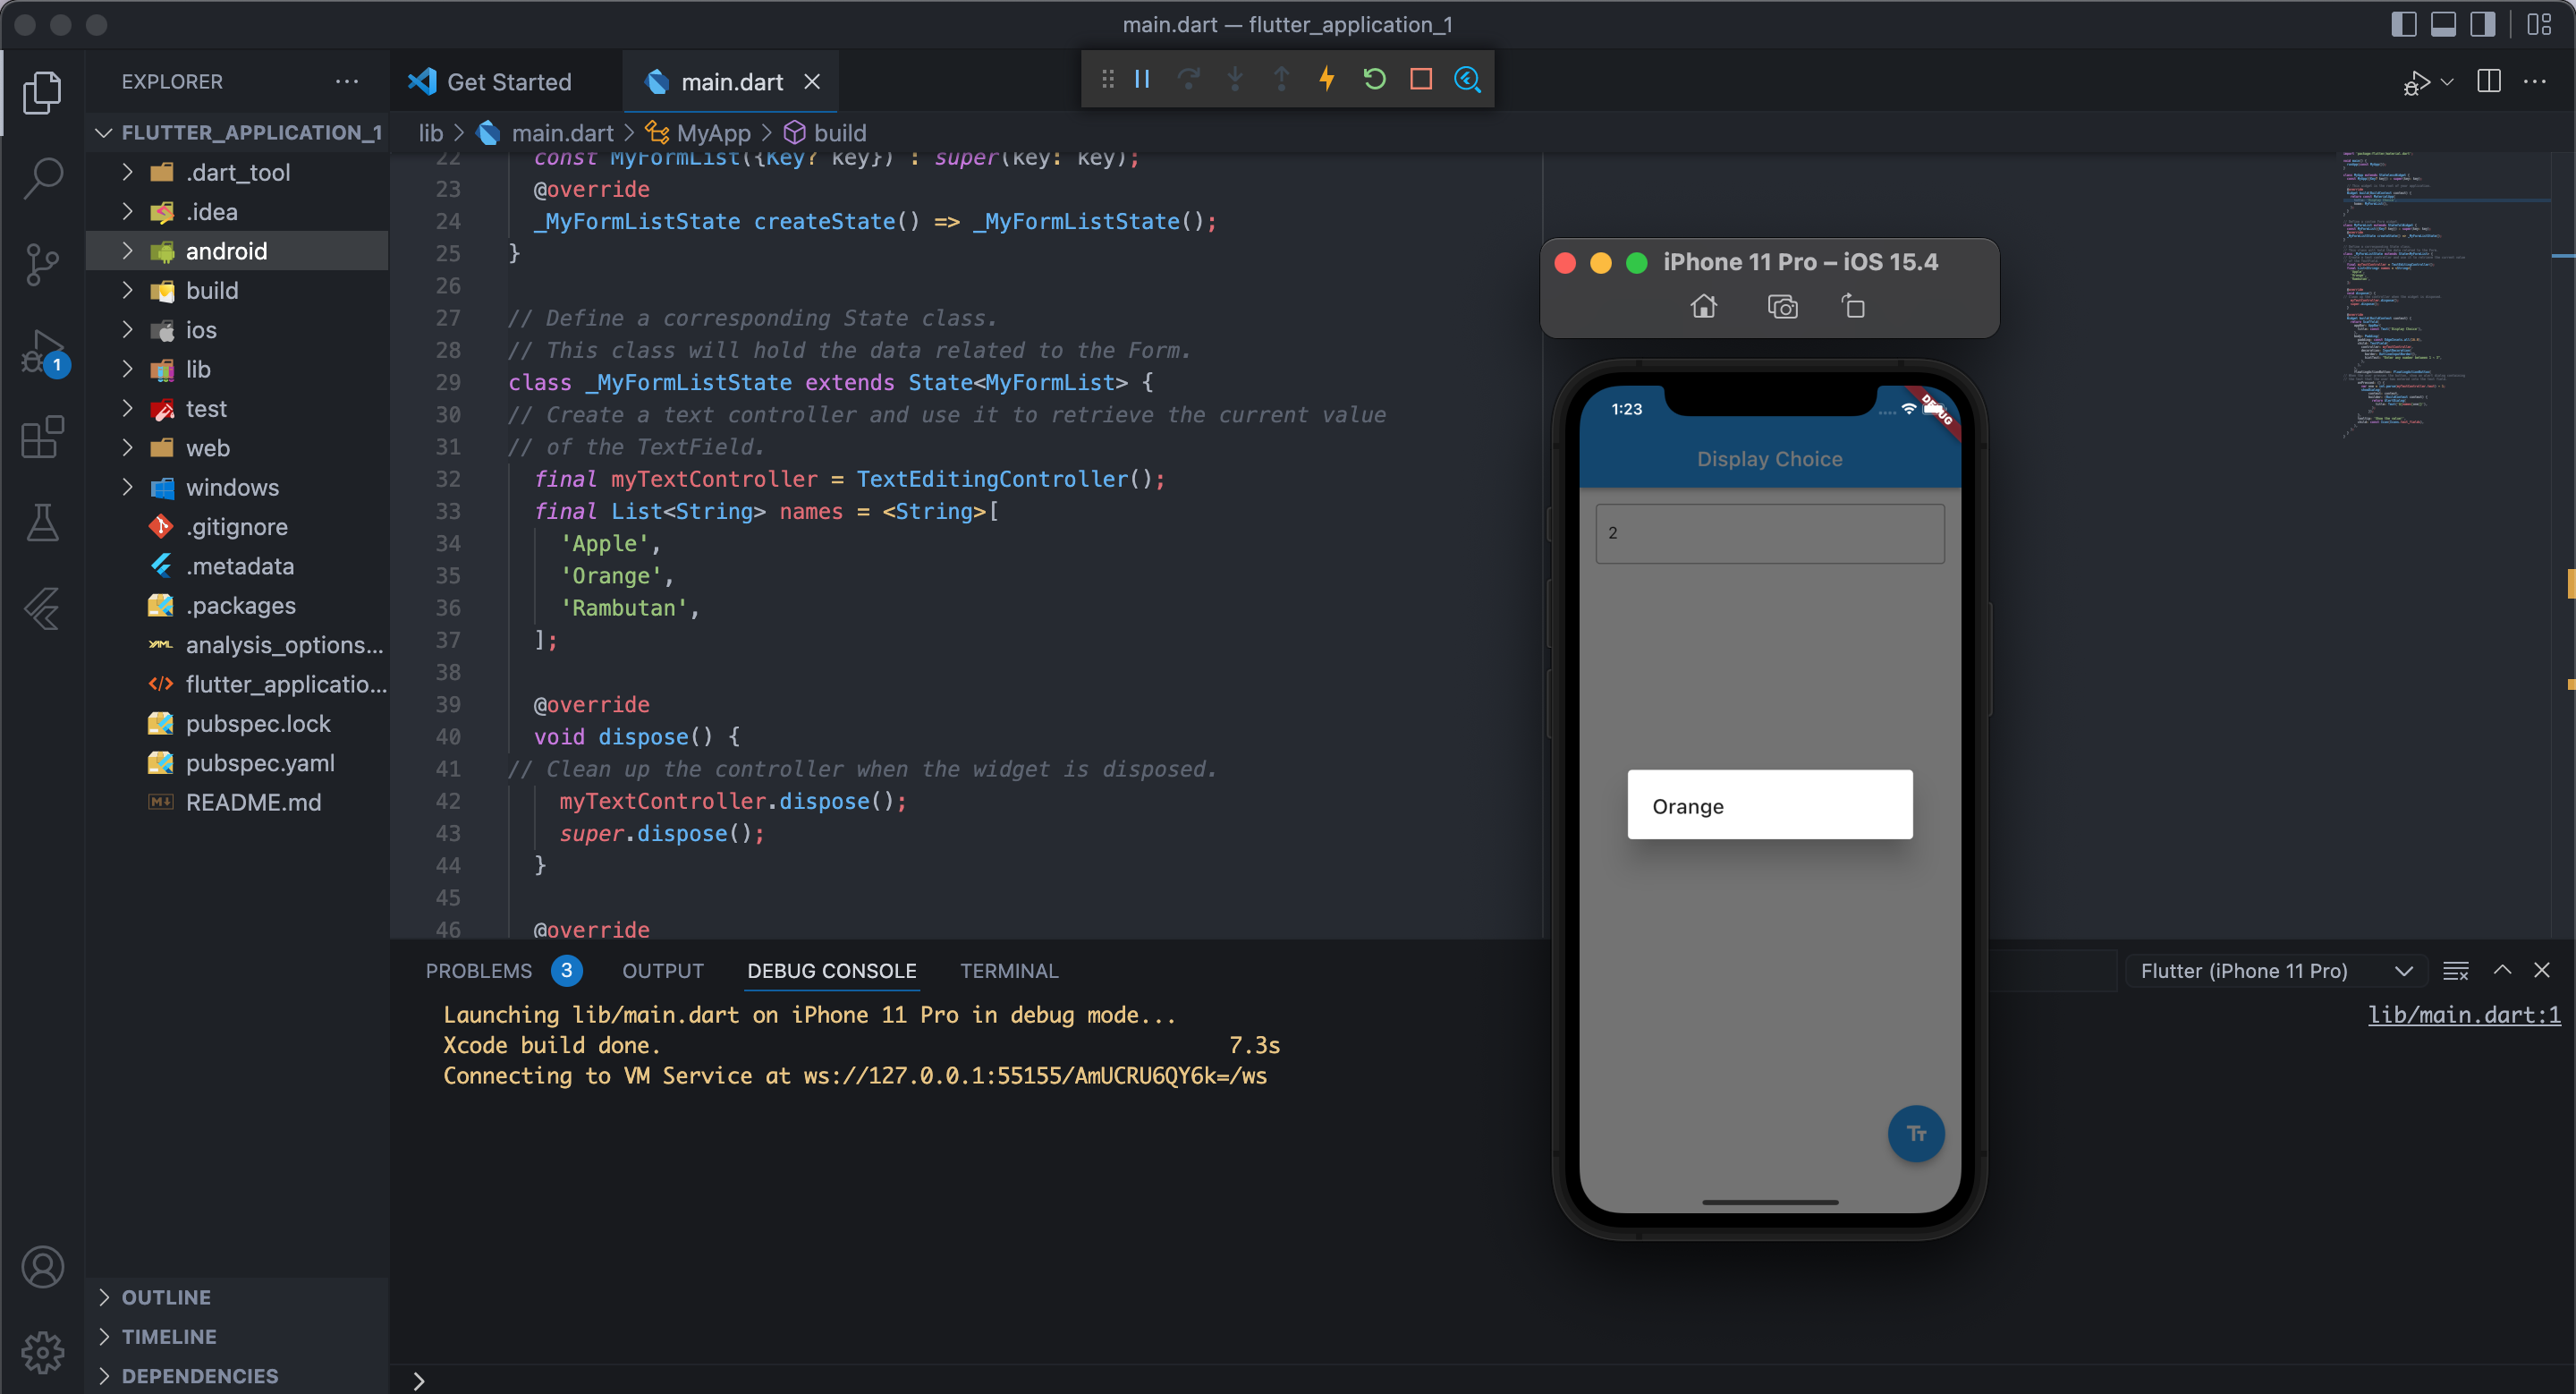 main.dart — flutter_application_1
EXPLORER
FLUTTER_APPLICATION_1
.dart_tool
.idea
android
build
ios
lib
test
web
windows
.gitignore
.metadata
.packages
analysis_options...
flutter_applicatio...
pubspec.lock
pubspec.yaml
README.md
OUTLINE
TIMELINE
DEPENDENCIES
1
Get Started
main.dart
lib > main.dart > MyApp > build
22 const MyFormList({Key? key}) : super(key: key);
23 @override
24 _MyFormListState createState() => _MyFormListState();
25 }
26
27 // Define a corresponding State class.
28 // This class will hold the data related to the Form.
29 class _MyFormListState extends State<MyFormList> {
30 // Create a text controller and use it to retrieve the current value
31 // of the TextField.
32 final myTextController = TextEditingController();
33 final List<String> names = <String>[
34 'Apple',
35 'Orange',
36 'Rambutan',
37 ];
38
39 @override
40 void dispose() {
41 // Clean up the controller when the widget is disposed.
42 myTextController.dispose();
43 super.dispose();
44 }
45
46 @override
iPhone 11 Pro – iOS 15.4
1:23
DEBUG
Display Choice
2
Orange
Tт
PROBLEMS 3 OUTPUT DEBUG CONSOLE TERMINAL
Flutter (iPhone 11 Pro)
Launching lib/main.dart on iPhone 11 Pro in debug mode...
lib/main.dart:1
Xcode build done. 7.3s
Connecting to VM Service at ws://127.0.0.1:55155/AmUCRU6QY6k=/ws